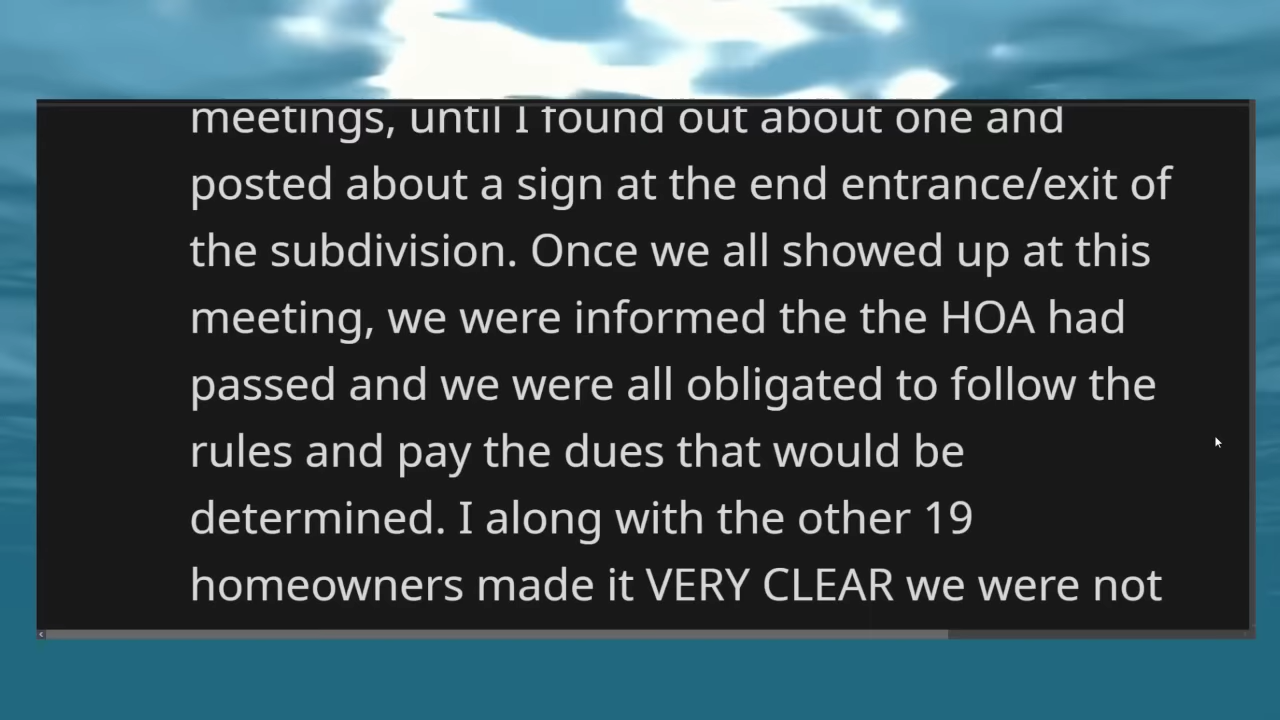 meetings, until I found out about one and
posted about a sign at the end entrance/exit of
the subdivision. Once we all showed up at this
meeting, we were informed the the HOA had
passed and we were all obligated to follow the
rules and pay the dues that would be
determined. I along with the other 19
homeowners made it VERY CLEAR we were not